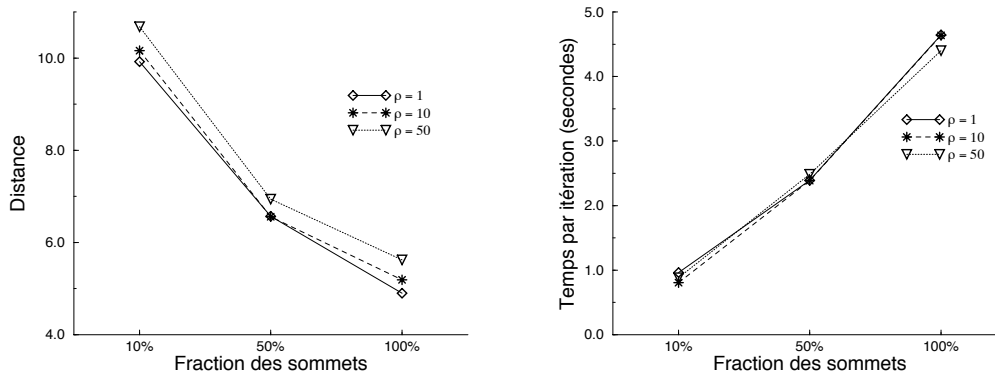 10.0
8.0
6.0
4.0
Distance
10%
50%
100%
Fraction des sommets
ρ = 1
ρ = 10
ρ = 50
5.0
4.0
3.0
2.0
1.0
0.0
Temps par itération (secondes)
10%
50%
100%
Fraction des sommets
ρ = 1
ρ = 10
ρ = 50